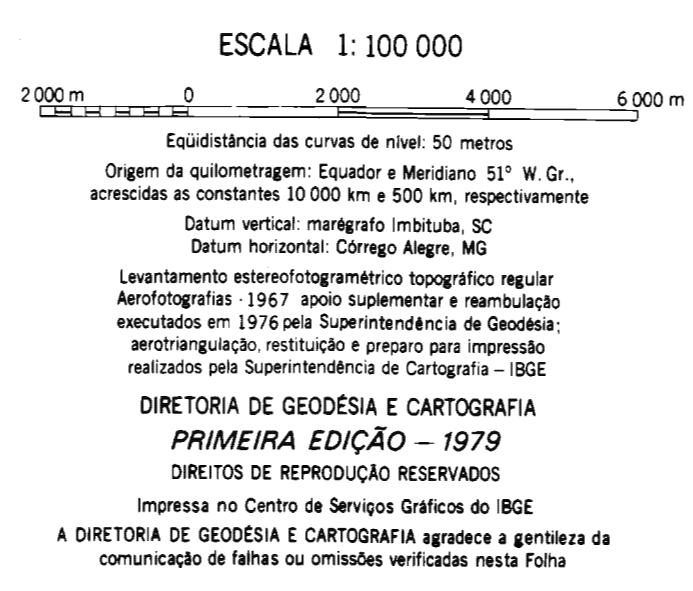 ESCALA 1: 100 000
2 000 m 0 2 000 4 000 6 000 m
Eqüidistância das curvas de nível: 50 metros
Origem da quilometragem: Equador e Meridiano 51° W. Gr.,
acrescidas as constantes 10 000 km e 500 km, respectivamente
Datum vertical: marégrafo Imbituba, SC
Datum horizontal: Córrego Alegre, MG
Levantamento estereofotogramétrico topográfico regular
Aerofotografias - 1967 apoio suplementar e reambulação
executados em 1976 pela Superintendência de Geodésia;
aerotriangulação, restituição e preparo para impressão
realizados pela Superintendência de Cartografia – IBGE
DIRETORIA DE GEODÉSIA E CARTOGRAFIA
PRIMEIRA EDIÇÃO – 1979
DIREITOS DE REPRODUÇÃO RESERVADOS
Impressa no Centro de Serviços Gráficos do IBGE
A DIRETORIA DE GEODÉSIA E CARTOGRAFIA agradece a gentileza da
comunicação de falhas ou omissões verificadas nesta Folha